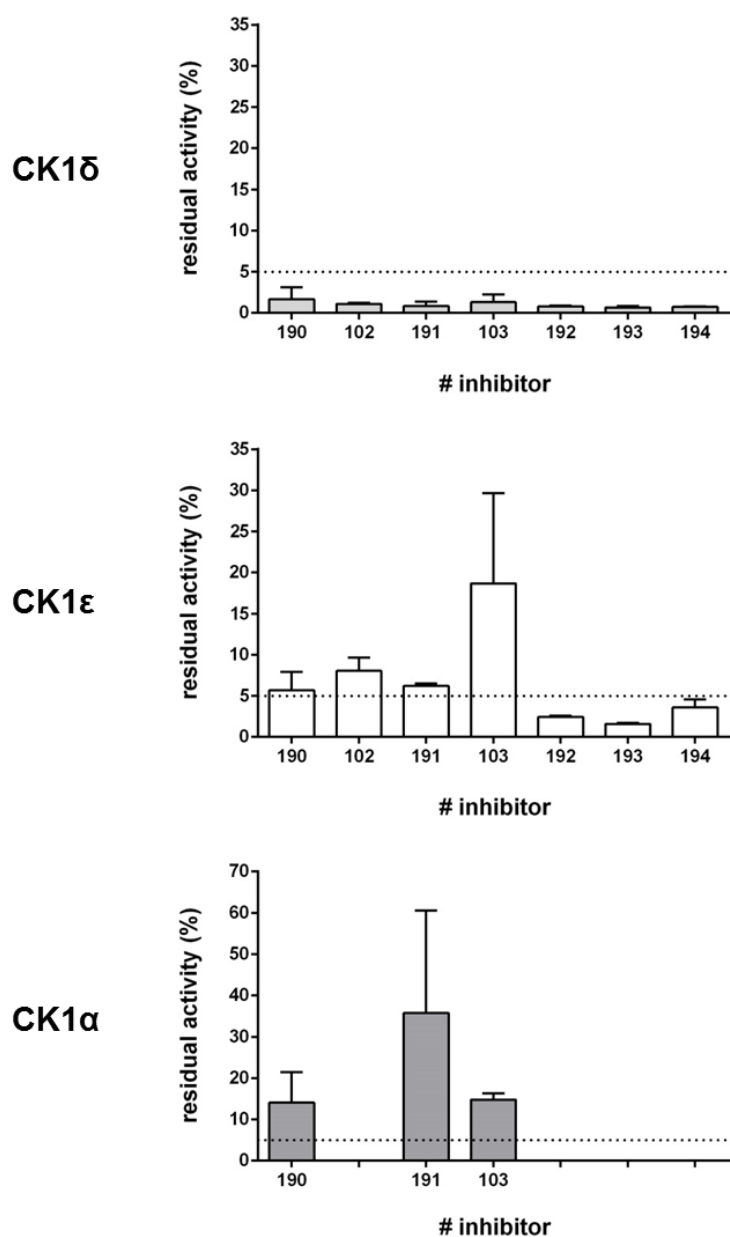 CK1δ
residual activity (%)
35
30
25
20
15
10
5
0
190 102 191 103 192 193 194
# inhibitor
CK1ε
residual activity (%)
35
30
25
20
15
10
5
0
190 102 191 103 192 193 194
# inhibitor
CK1α
residual activity (%)
70
60
50
40
30
20
10
0
190 191 103
# inhibitor